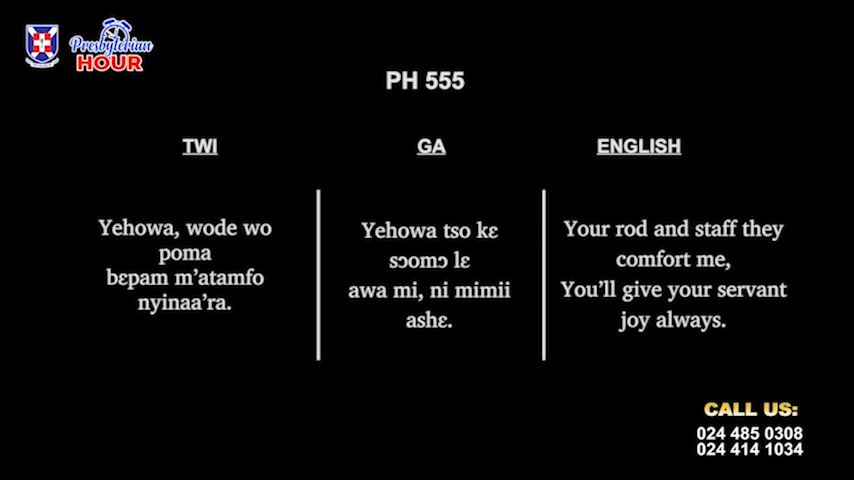 Presbyterian
HOUR
PH 555
TWI
Yehowa, wode wo
poma
bɛpam m’atamfo
nyinaa’ra.
GA
Yehowa tso kɛ
sɔɔmɔ lɛ
awa mi, ni mimii
ashɛ.
ENGLISH
Your rod and staff they
comfort me,
You’ll give your servant
joy always.
CALL US:
024 485 0308
024 414 1034